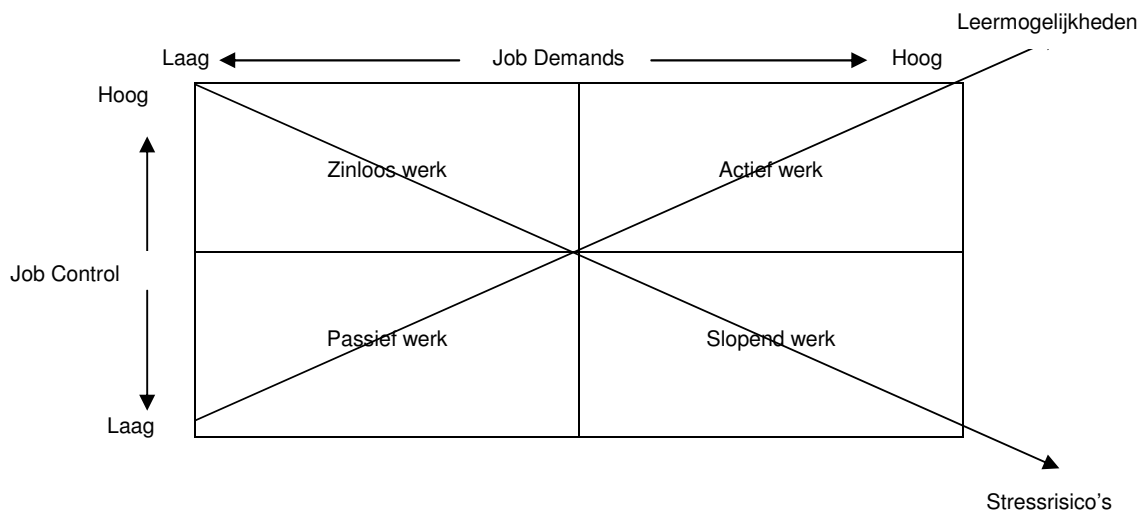 Leermogelijkheden
Laag Job Demands Hoog
Hoog
Zinloos werk Actief werk
Job Control
Passief werk Slopend werk
Laag
Stressrisico's